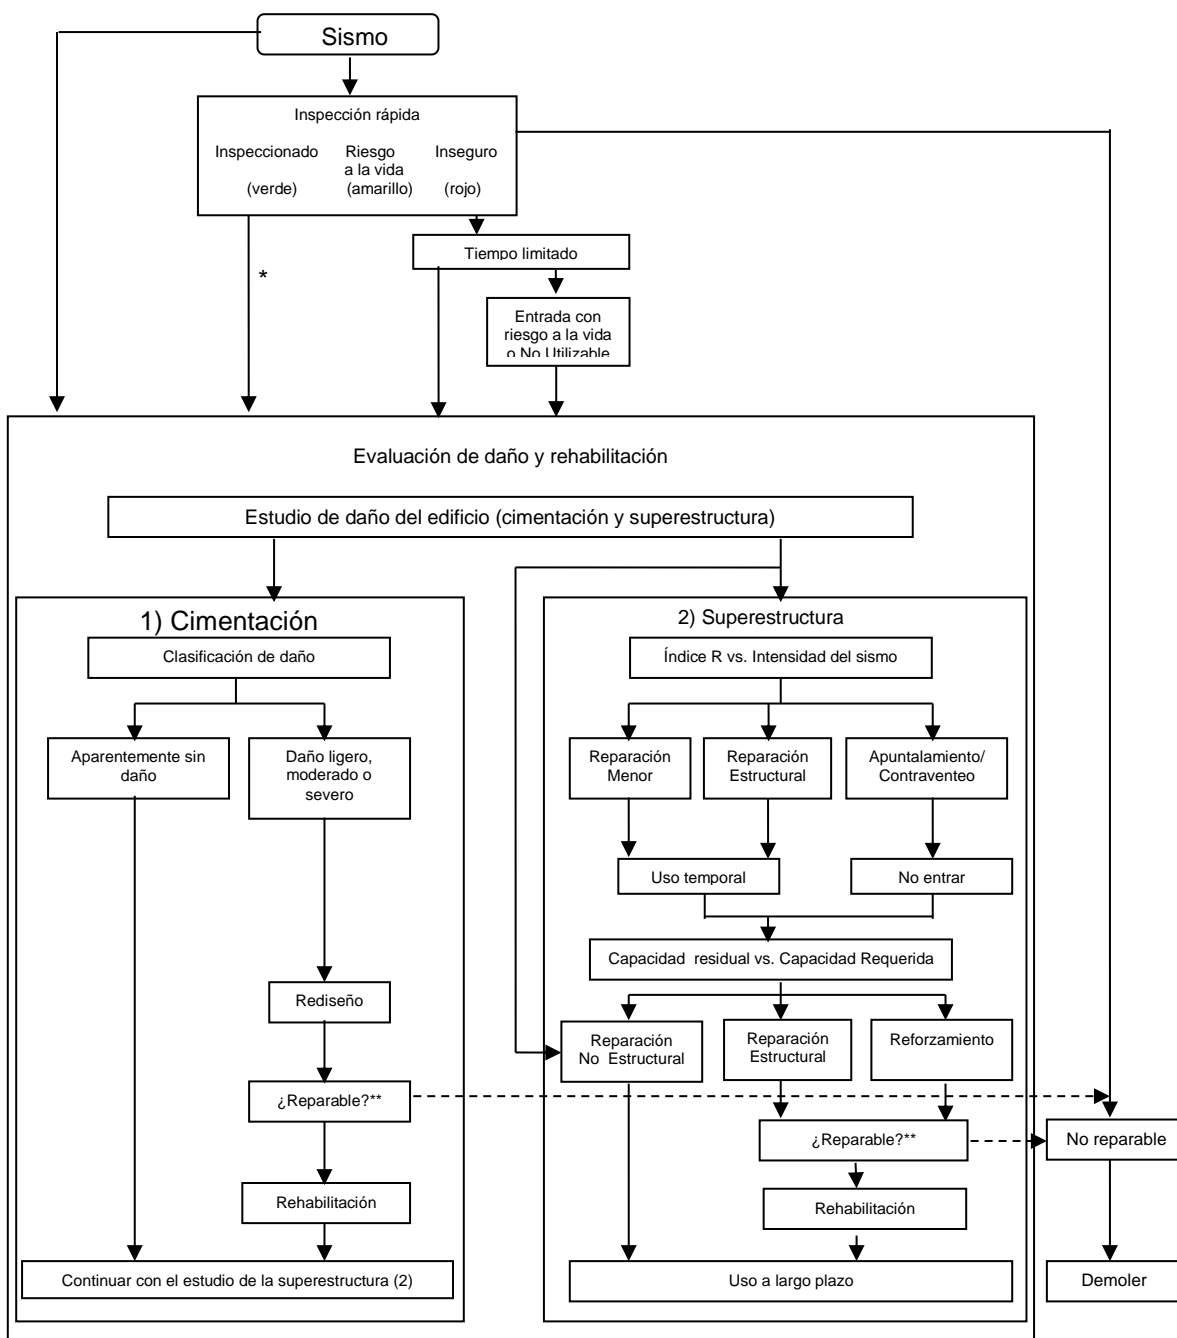 Sismo
Inspección rápida
Inspeccionado Riesgo Inseguro
a la vida
(verde) (amarillo) (rojo)
Tiempo limitado
*
Entrada con
riesgo a la vida
o No Utilizable
Evaluación de daño y rehabilitación
Estudio de daño del edificio (cimentación y superestructura)
1) Cimentación
Clasificación de daño
Aparentemente sin
daño
Daño ligero,
moderado o
severo
Rediseño
¿Reparable?**
Rehabilitación
Continuar con el estudio de la superestructura (2)
2) Superestructura
Índice R vs. Intensidad del sismo
Reparación
Menor
Reparación
Estructural
Apuntalamiento/
Contraventeo
Uso temporal
No entrar
Capacidad residual vs. Capacidad Requerida
Reparación
No Estructural
Reparación
Estructural
Reforzamiento
¿Reparable?**
Rehabilitación
Uso a largo plazo
No reparable
Demoler